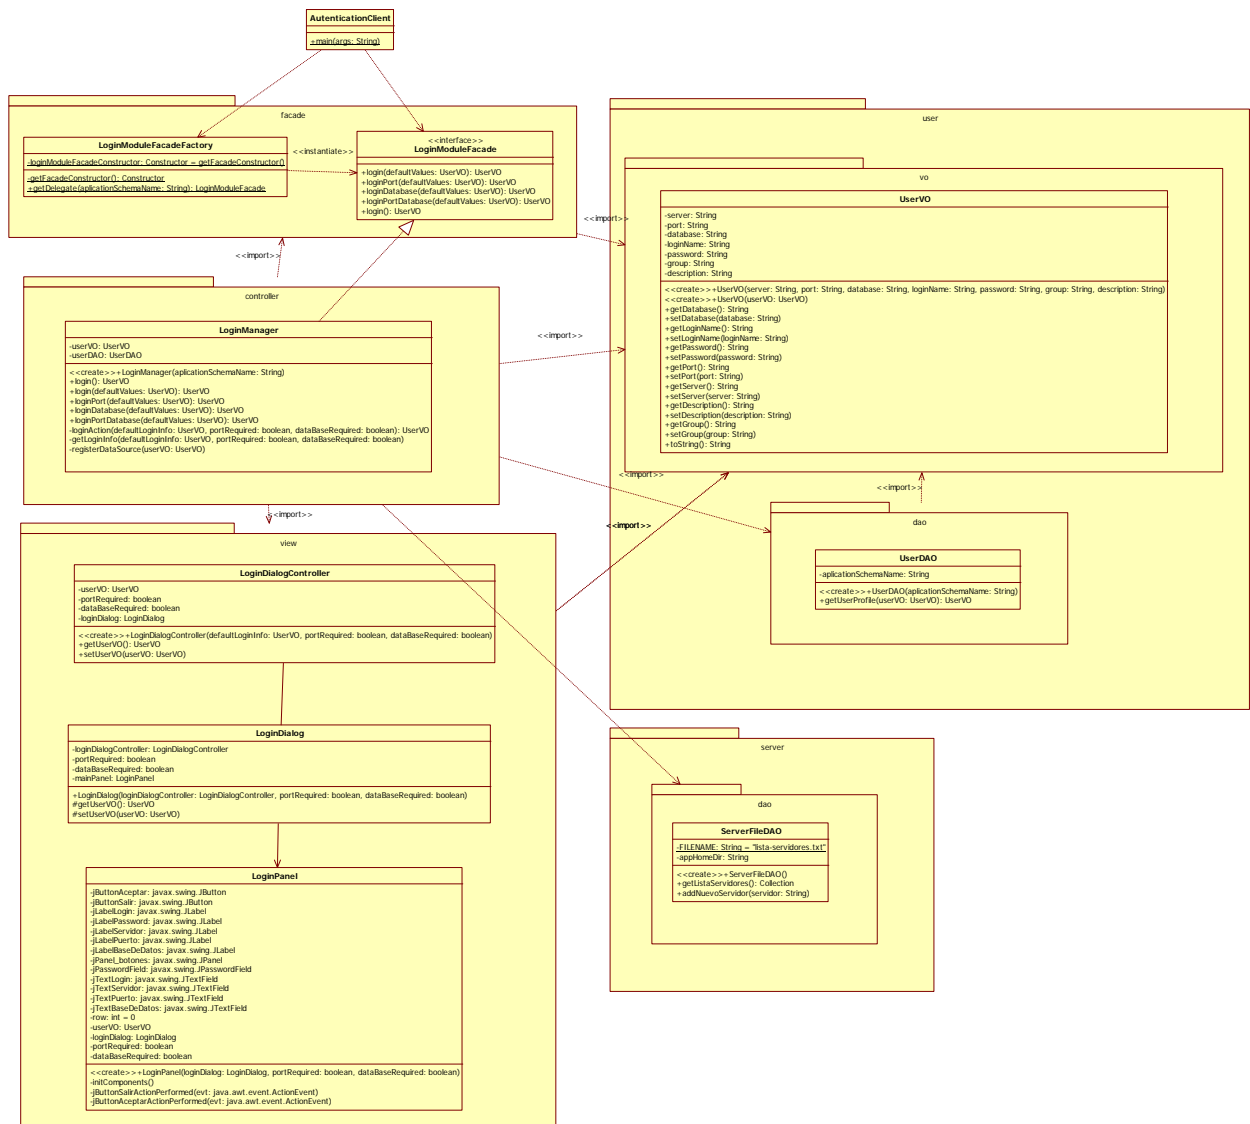 AutenticationClient
+main(args: String)
facade
LoginModuleFacadeFactory
-loginModuleFacadeConstructor: Constructor = getFacadeConstructor()
-getFacadeConstructor(): Constructor
+getDelegate(aplicationSchemaName: String): LoginModuleFacade
<<instantiate>>
<<interface>>
LoginModuleFacade
+login(defaultValues: UserVO): UserVO
+loginPort(defaultValues: UserVO): UserVO
+loginDatabase(defaultValues: UserVO): UserVO
+loginPortDatabase(defaultValues: UserVO): UserVO
+login(): UserVO
<<import>>
<<import>>
controller
LoginManager
-userVO: UserVO
-userDAO: UserDAO
<<create>>+LoginManager(aplicationSchemaName: String)
+login(): UserVO
+login(defaultValues: UserVO): UserVO
+loginPort(defaultValues: UserVO): UserVO
+loginDatabase(defaultValues: UserVO): UserVO
+loginPortDatabase(defaultValues: UserVO): UserVO
-loginAction(defaultLoginInfo: UserVO, portRequired: boolean, dataBaseRequired: boolean): UserVO
-getLoginInfo(defaultLoginInfo: UserVO, portRequired: boolean, dataBaseRequired: boolean)
-registerDataSource(userVO: UserVO)
<<import>>
<<import>>
<<import>>
<<import>>
view
LoginDialogController
-userVO: UserVO
-portRequired: boolean
-dataBaseRequired: boolean
-loginDialog: LoginDialog
<<create>>+LoginDialogController(defaultLoginInfo: UserVO, portRequired: boolean, dataBaseRequired: boolean)
+getUserVO(): UserVO
+setUserVO(userVO: UserVO)
LoginDialog
-loginDialogController: LoginDialogController
-portRequired: boolean
-dataBaseRequired: boolean
-mainPanel: LoginPanel
+LoginDialog(loginDialogController: LoginDialogController, portRequired: boolean, dataBaseRequired: boolean)
#getUserVO(): UserVO
#setUserVO(userVO: UserVO)
LoginPanel
-jButtonAceptar: javax.swing.JButton
-jButtonSalir: javax.swing.JButton
-jLabelLogin: javax.swing.JLabel
-jLabelPassword: javax.swing.JLabel
-jLabelServidor: javax.swing.JLabel
-jLabelPuerto: javax.swing.JLabel
-jLabelBaseDeDatos: javax.swing.JLabel
-jPanel_botones: javax.swing.JPanel
-jPasswordField: javax.swing.JPasswordField
-jTextLogin: javax.swing.JTextField
-jTextServidor: javax.swing.JTextField
-jTextPuerto: javax.swing.JTextField
-jTextBaseDeDatos: javax.swing.JTextField
-row: int = 0
-userVO: UserVO
-loginDialog: LoginDialog
-portRequired: boolean
-dataBaseRequired: boolean
<<create>>+LoginPanel(loginDialog: LoginDialog, portRequired: boolean, dataBaseRequired: boolean)
-initComponents()
-jButtonSalirActionPerformed(evt: java.awt.event.ActionEvent)
-jButtonAceptarActionPerformed(evt: java.awt.event.ActionEvent)
user
vo
UserVO
-server: String
-port: String
-database: String
-loginName: String
-password: String
-group: String
-description: String
<<create>>+UserVO(server: String, port: String, database: String, loginName: String, password: String, group: String, description: String)
<<create>>+UserVO(userVO: UserVO)
+getDatabase(): String
+setDatabase(database: String)
+getLoginName(): String
+setLoginName(loginName: String)
+getPassword(): String
+setPassword(password: String)
+getPort(): String
+setPort(port: String)
+getServer(): String
+setServer(server: String)
+getDescription(): String
+setDescription(description: String)
+getGroup(): String
+setGroup(group: String)
+toString(): String
<<import>>
dao
UserDAO
-aplicationSchemaName: String
<<create>>+UserDAO(aplicationSchemaName: String)
+getUserProfile(userVO: UserVO): UserVO
server
dao
ServerFileDAO
-FILENAME: String = "lista-servidores.txt"
-appHomeDir: String
<<create>>+ServerFileDAO()
+getListaServidores(): Collection
+addNuevoServidor(servidor: String)